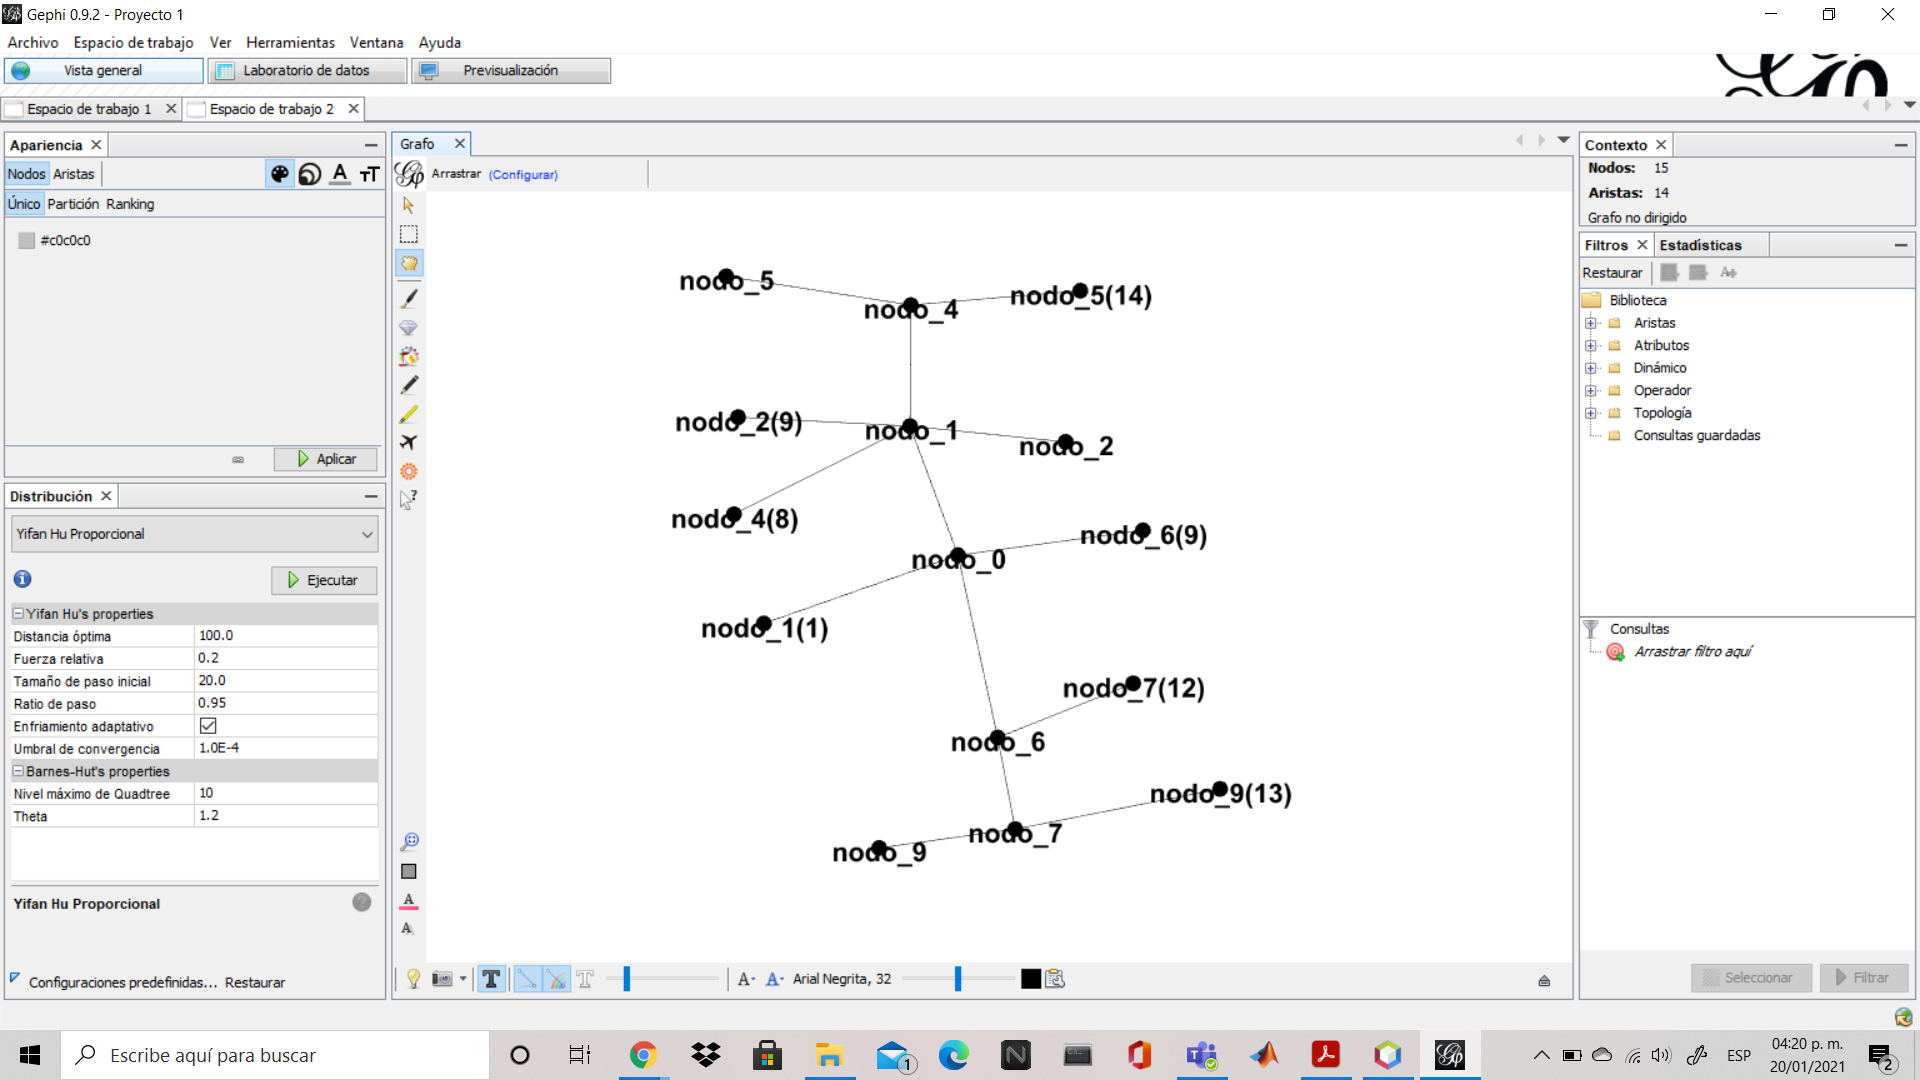 Gephi 0.9.2 - Proyecto 1
Archivo Espacio de trabajo Ver Herramientas Ventana Ayuda
Vista general Laboratorio de datos Previsualización
Espacio de trabajo 1 Espacio de trabajo 2
Apariencia
Nodos Aristas
Único Partición Ranking
#c0c0c0
Aplicar
Distribución
Yifan Hu Proporcional
Ejecutar
Yifan Hu's properties
Distancia óptima 100.0
Fuerza relativa 0.2
Tamaño de paso inicial 20.0
Ratio de paso 0.95
Enfriamiento adaptativo
Umbral de convergencia 1.0E-4
Barnes-Hut's properties
Nivel máximo de Quadtree 10
Theta 1.2
Yifan Hu Proporcional
Configuraciones predefinidas... Restaurar
Grafo
Arrastrar (Configurar)
nodo_5
nodo_4
nodo_5(14)
nodo_2(9)
nodo_1
nodo_2
nodo_4(8)
nodo_6(9)
nodo_0
nodo_1(1)
nodo_7(12)
nodo_6
nodo_9(13)
nodo_7
nodo_9
Arial Negrita, 32
Contexto
Nodos: 15
Aristas: 14
Grafo no dirigido
Filtros Estadísticas
Restaurar
Biblioteca
Aristas
Atributos
Dinámico
Operador
Topología
Consultas guardadas
Consultas
Arrastrar filtro aquí
Seleccionar Filtrar
Escribe aquí para buscar
1
ESP
04:20 p. m.
20/01/2021
2